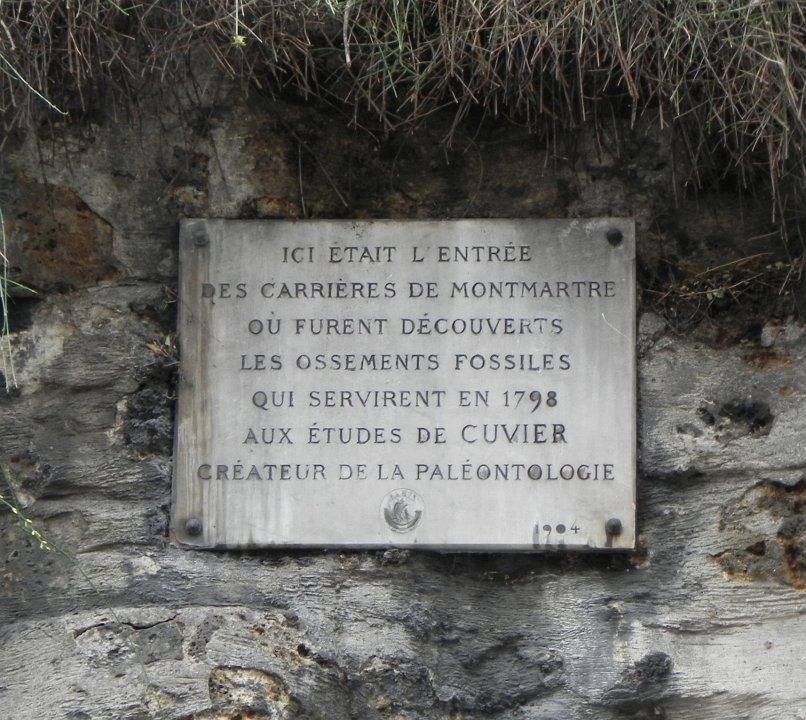 ICI ÉTAIT L'ENTRÉE
DES CARRIÈRES DE MONTMARTRE
OÙ FURENT DÉCOUVERTS
LES OSSEMENTS FOSSILES
QUI SERVIRENT EN 1798
AUX ÉTUDES DE CUVIER
CRÉATEUR DE LA PALÉONTOLOGIE
1904